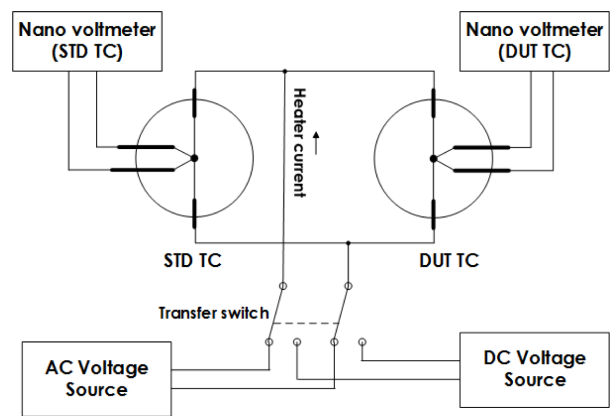 Nano voltmeter
(STD TC)
Nano voltmeter
(DUT TC)
Heater current
STD TC
DUT TC
Transfer switch
AC Voltage
Source
DC Voltage
Source